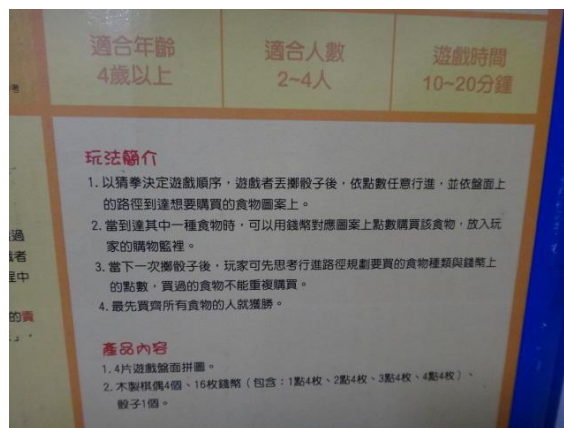 適合年齡
4歲以上
適合人數
2~4人
遊戲時間
10~20分鐘
玩法簡介
1. 以猜拳決定遊戲順序，遊戲者丟擲骰子後，依點數任意行進，並依盤面上
的路徑到達想要購買的食物圖案上。
2. 當到達其中一種食物時，可以用錢幣對應圖案上點數購買該食物，放入玩
家的購物籃裡。
3. 當下一次擲骰子後，玩家可先思考行進路徑規劃要買的食物種類與錢幣上
的點數，買過的食物不能重複購買。
4. 最先買齊所有食物的人就獲勝。
產品內容
1. 4片遊戲盤面拼圖。
2. 木製棋偶4個、16枚錢幣（包含：1點4枚、2點4枚、3點4枚、4點4枚）、
骰子1個。
過
者
中
的責